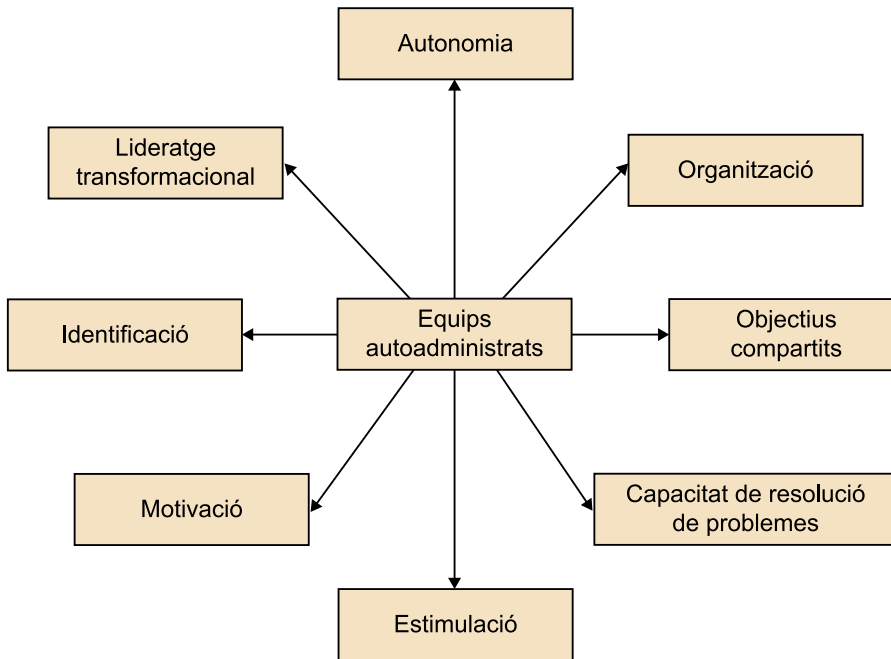 Autonomia
Lideratge
transformacional
Organització
Identificació
Equips
autoadministrats
Objectius
compartits
Motivació
Capacitat de resolució
de problemes
Estimulació